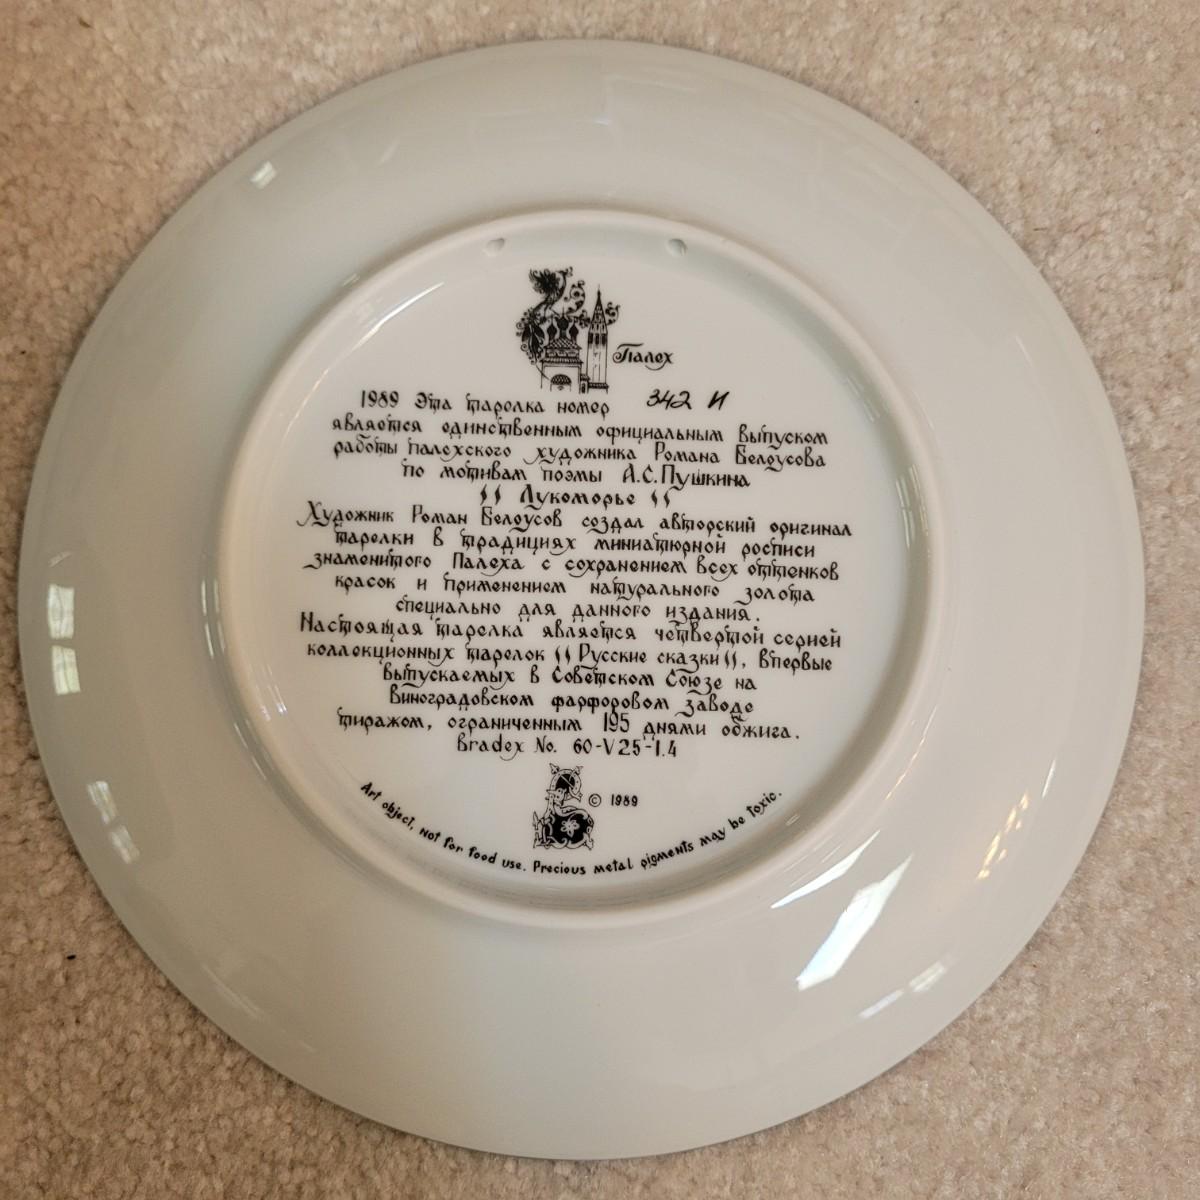 Палех
1989 Эта тарелка номер 342 И
является единственным официальным выпуском
работы палехского художника Романа Белоусова
по мотивам поэмы А.С.Пушкина
"Лукоморье"
Художник Роман Белоусов создал авторский оригинал
тарелки в традициях миниатюрной росписи
знаменитого Палеха с сохранением всех оттенков
красок и применением натурального золота
специально для данного издания.
Настоящая тарелка является четвертой серией
коллекционных тарелок "Русские сказки", впервые
выпускаемых в Советском Союзе на
Виноградовском фарфоровом заводе
тиражом, ограниченным 195 днями обжига.
Bradex No. 60-V25-1.4
© 1989
Art object, not for food use. Precious metal pigments may be toxic.